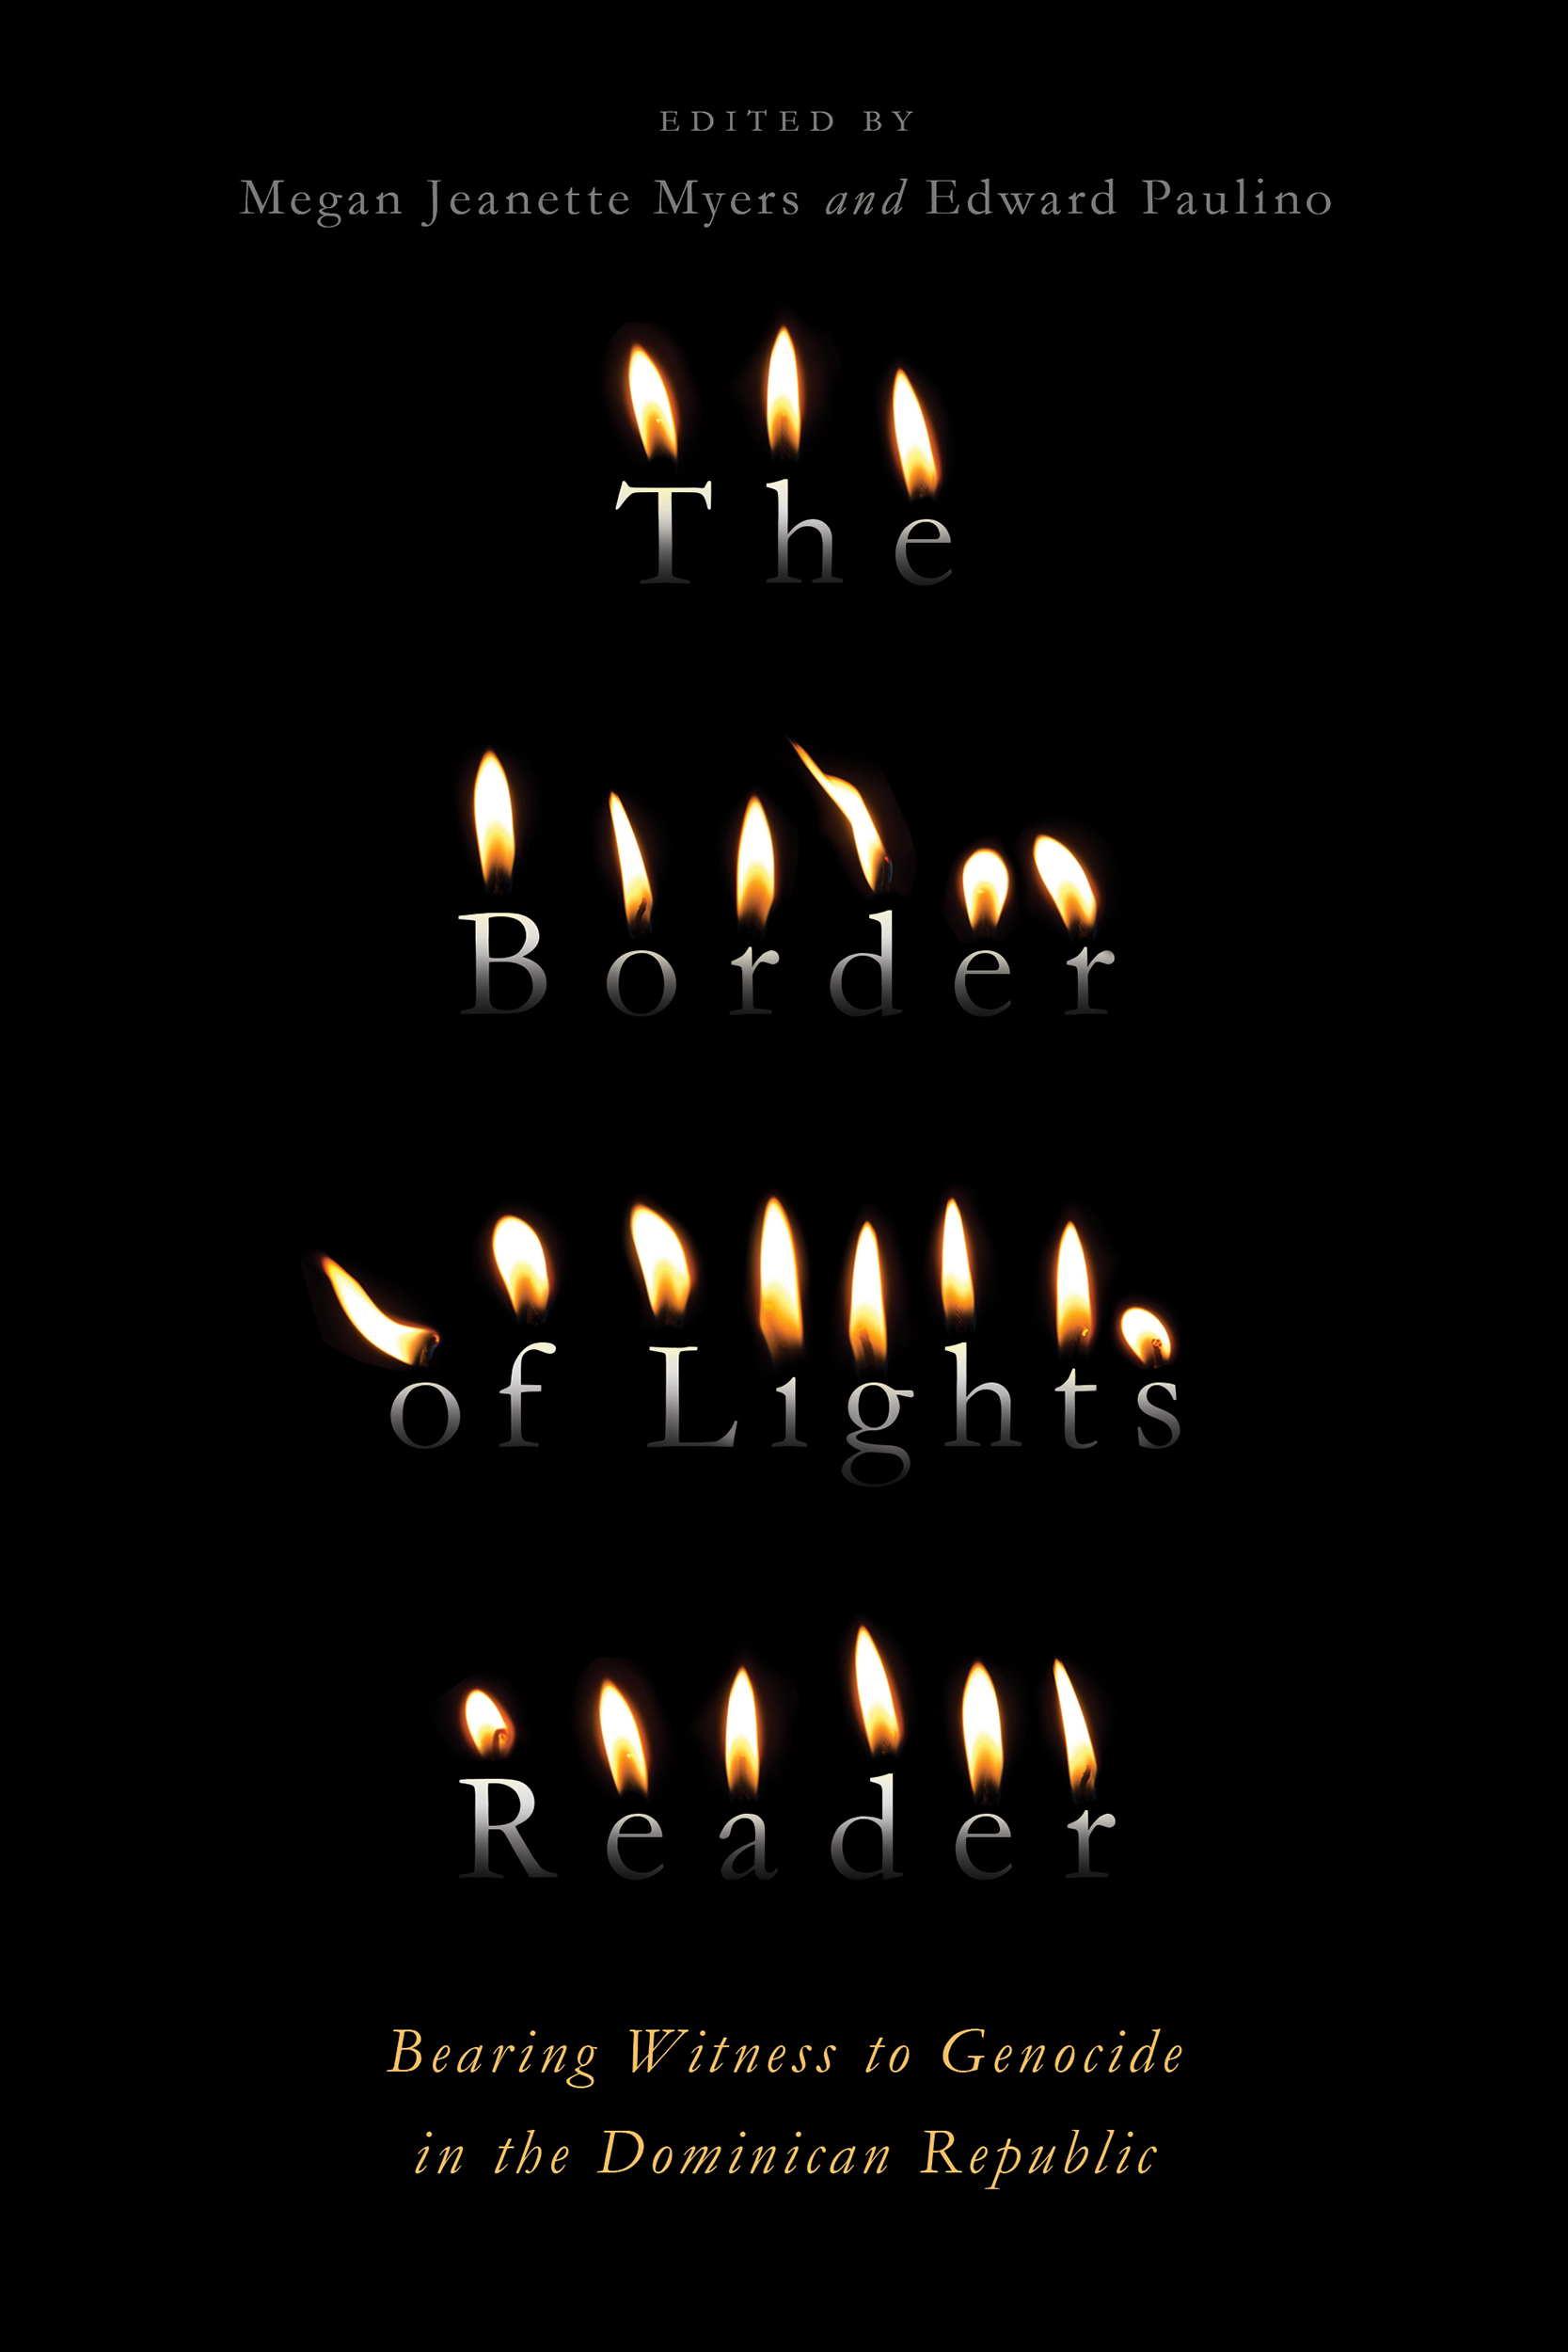 EDITED BY
Megan Jeanette Myers and Edward Paulino
The
Border
of Lights
Reader
Bearing Witness to Genocide
in the Dominican Republic